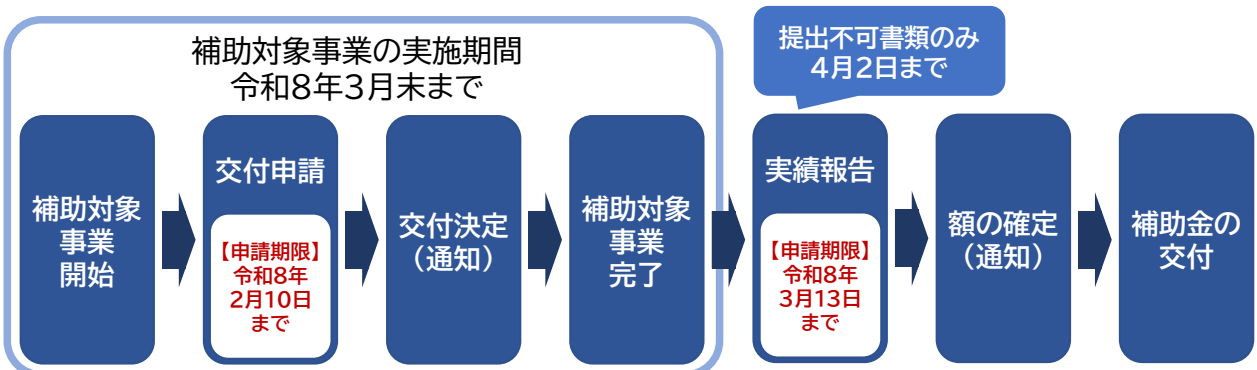 補助対象事業の実施期間
令和8年3月末まで
提出不可書類のみ
4月2日まで
補助対象
事業
開始
交付申請
【申請期限】
令和8年
2月10日
まで
交付決定
（通知）
補助対象
事業
完了
実績報告
【申請期限】
令和8年
3月13日
まで
額の確定
（通知）
補助金の
交付